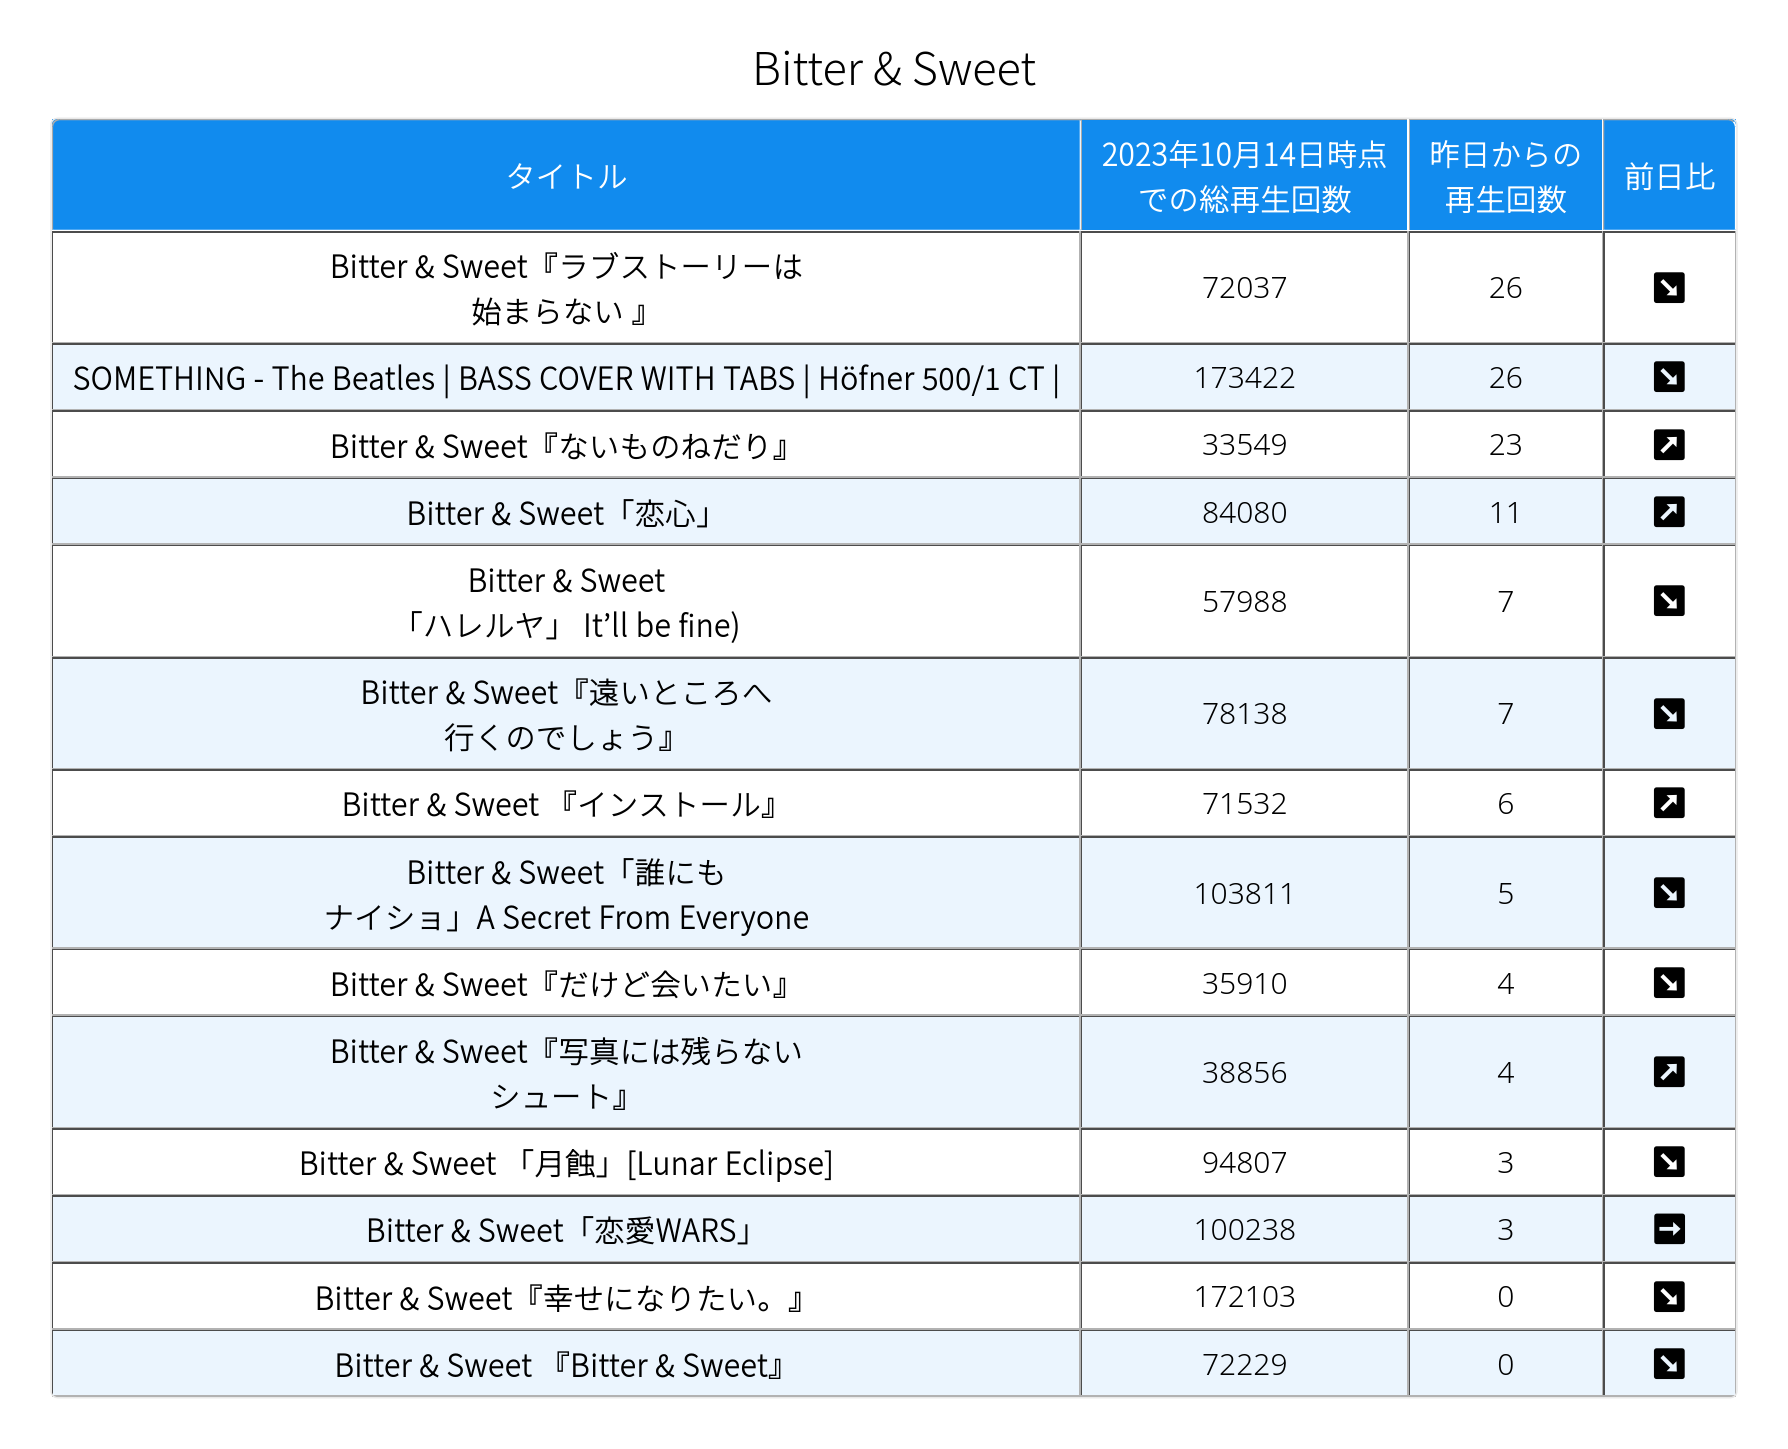 Bitter & Sweet
タイトル
2023年10月14日時点
での総再生回数
昨日からの
再生回数
前日比
Bitter & Sweet『ラブストーリーは
始まらない 』
72037
26
SOMETHING - The Beatles | BASS COVER WITH TABS | Höfner 500/1 CT |
173422
26
Bitter & Sweet『ないものねだり』
33549
23
Bitter & Sweet「恋心」
84080
11
Bitter & Sweet
「ハレルヤ」 It’ll be fine)
57988
7
Bitter & Sweet『遠いところへ
行くのでしょう』
78138
7
Bitter & Sweet 『インストール』
71532
6
Bitter & Sweet「誰にも
ナイショ」A Secret From Everyone
103811
5
Bitter & Sweet『だけど会いたい』
35910
4
Bitter & Sweet『写真には残らない
シュート』
38856
4
Bitter & Sweet 「月蝕」[Lunar Eclipse]
94807
3
Bitter & Sweet「恋愛WARS」
100238
3
Bitter & Sweet『幸せになりたい。』
172103
0
Bitter & Sweet 『Bitter & Sweet』
72229
0